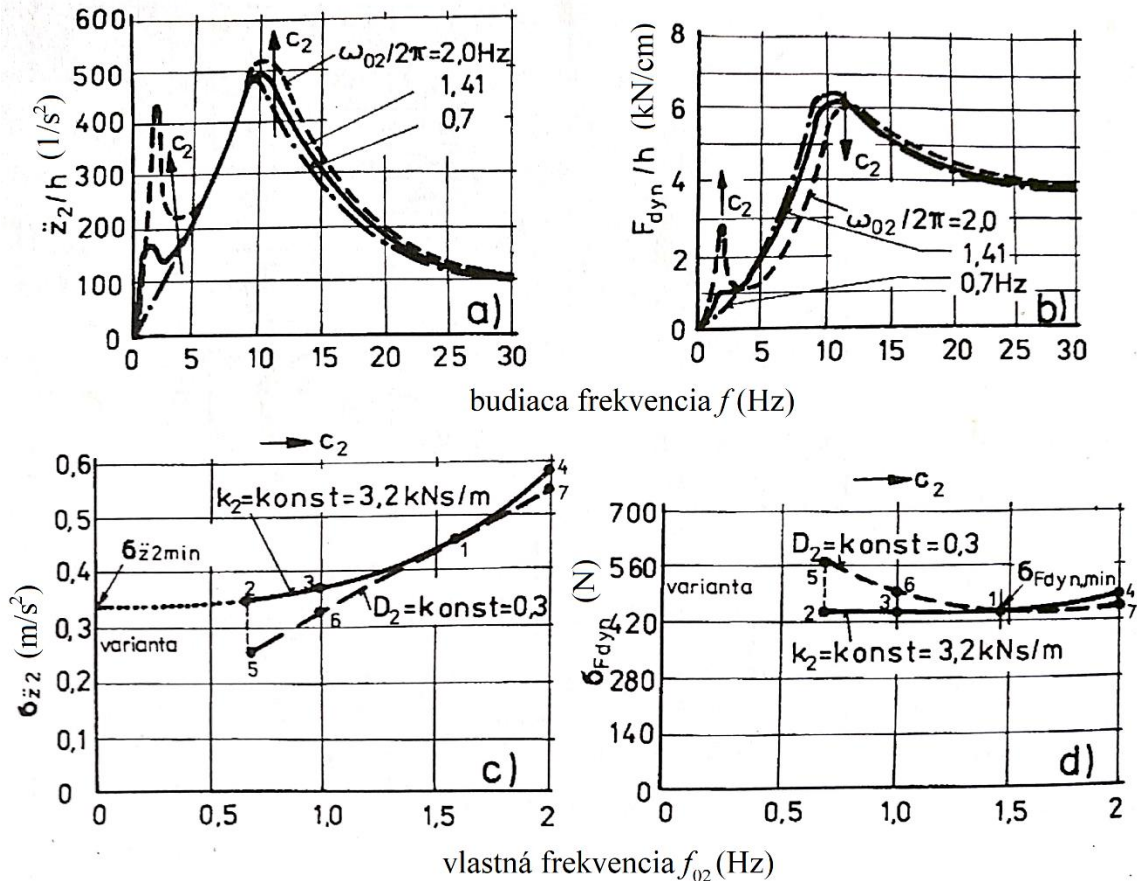 600
500
400
300
200
100
0
z̈₂/h (1/s²)
c₂
c₂
ω₀₂/2π=2,0Hz
1,41
0,7
a)
0 5 10 15 20 25 30
8
6
4
2
0
F_dyn/h (kN/cm)
c₂
c₂
ω₀₂/2π=2,0
1,41
0,7Hz
b)
0 5 10 15 20 25 30
budiaca frekvencia f (Hz)
c₂
0,6
0,5
0,4
0,3
0,2
0,1
0
σz̈2 (m/s²)
k₂=konst=3,2kNs/m
σz̈2min
varianta
D₂=konst=0,3
2 3 1 4
5 6 7
c)
0 0,5 1,0 1,5 2
c₂
700
560
420
280
140
0
σFdyn (N)
D₂=konst=0,3
varianta
σFdyn,min
5 6
2 3 1 4
7
k₂=konst=3,2kNs/m
d)
0 0,5 1,0 1,5 2
vlastná frekvencia f₀₂ (Hz)